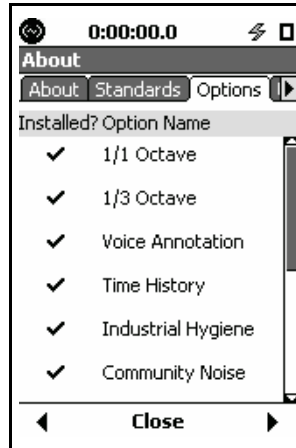 0:00:00.0
About
About Standards Options
Installed? Option Name
1/1 Octave
1/3 Octave
Voice Annotation
Time History
Industrial Hygiene
Community Noise
Close